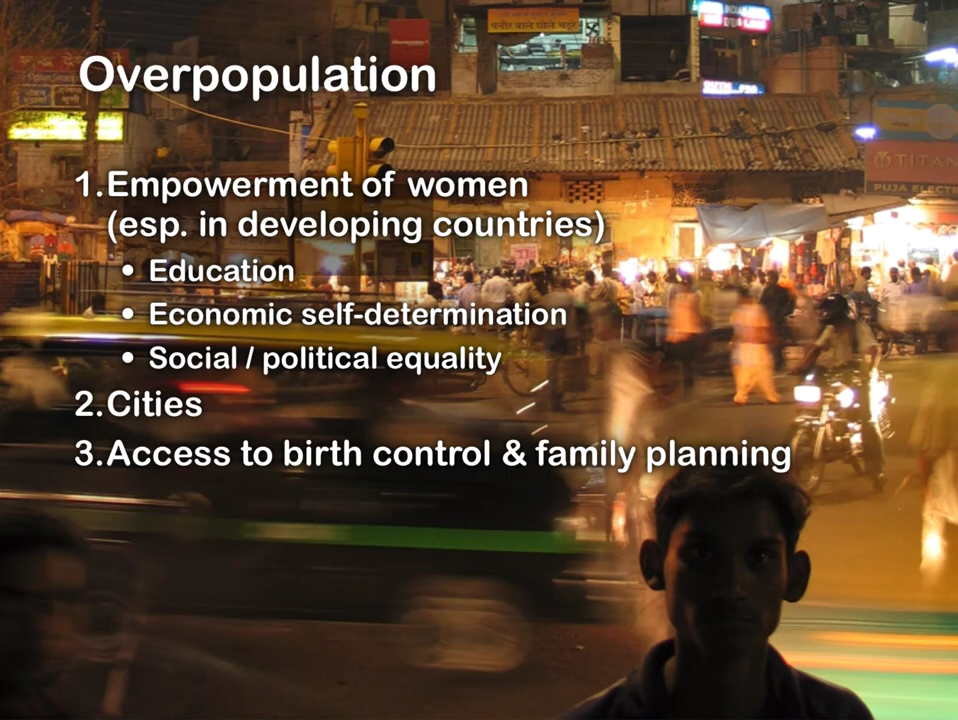 Overpopulation
1. Empowerment of women
(esp. in developing countries)
• Education
• Economic self-determination
• Social / political equality
2. Cities
3. Access to birth control & family planning
TITAN